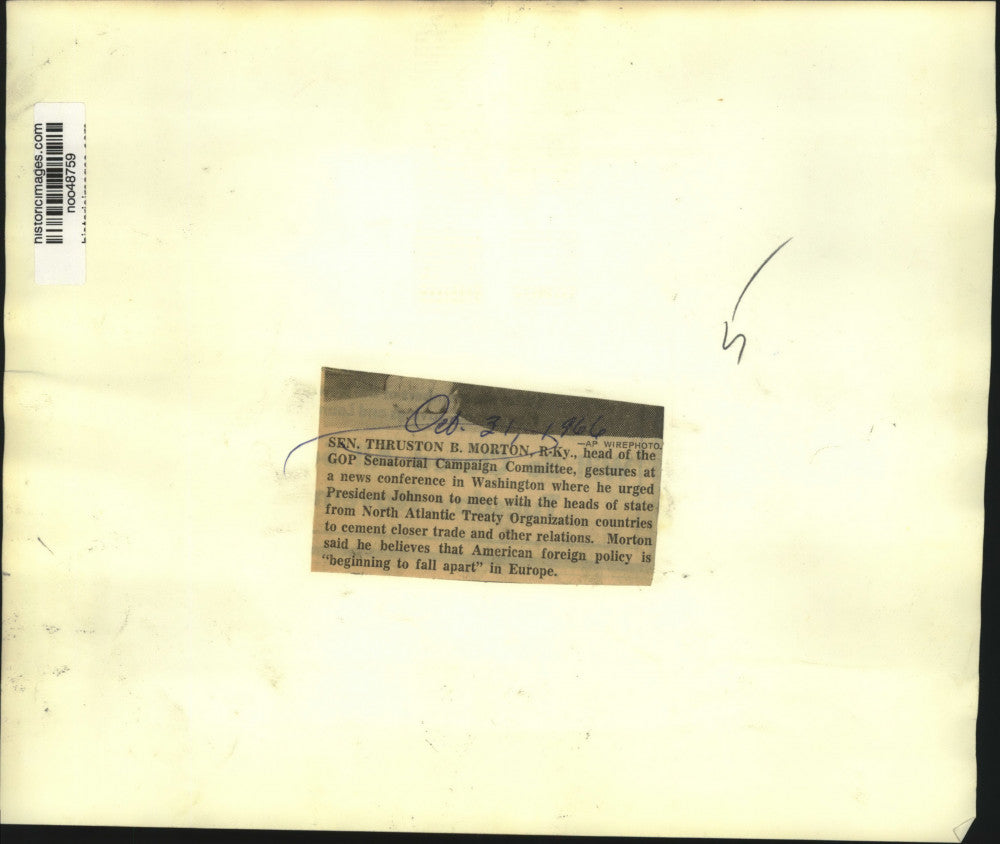 historicimages.com
noo48759
Oct. 31, 1966
—AP WIREPHOTO.
SEN. THRUSTON B. MORTON, R-Ky., head of the
GOP Senatorial Campaign Committee, gestures at
a news conference in Washington where he urged
President Johnson to meet with the heads of state
from North Atlantic Treaty Organization countries
to cement closer trade and other relations. Morton
said he believes that American foreign policy is
“beginning to fall apart” in Europe.